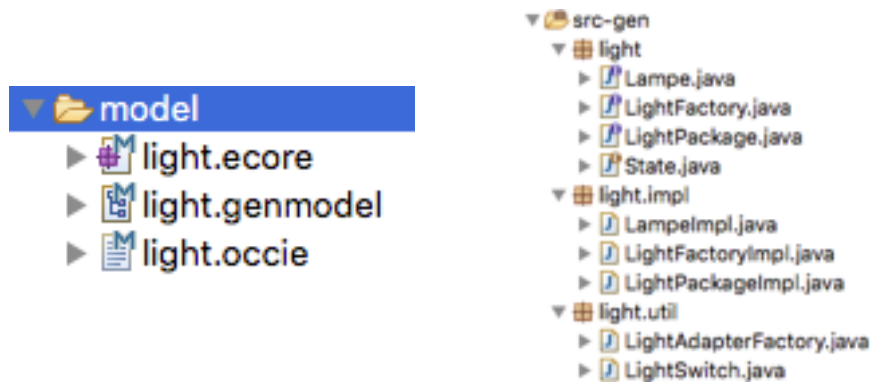 model
light.ecore
light.genmodel
light.occie
src-gen
light
Lampe.java
LightFactory.java
LightPackage.java
State.java
light.impl
LampeImpl.java
LightFactoryImpl.java
LightPackageImpl.java
light.util
LightAdapterFactory.java
LightSwitch.java